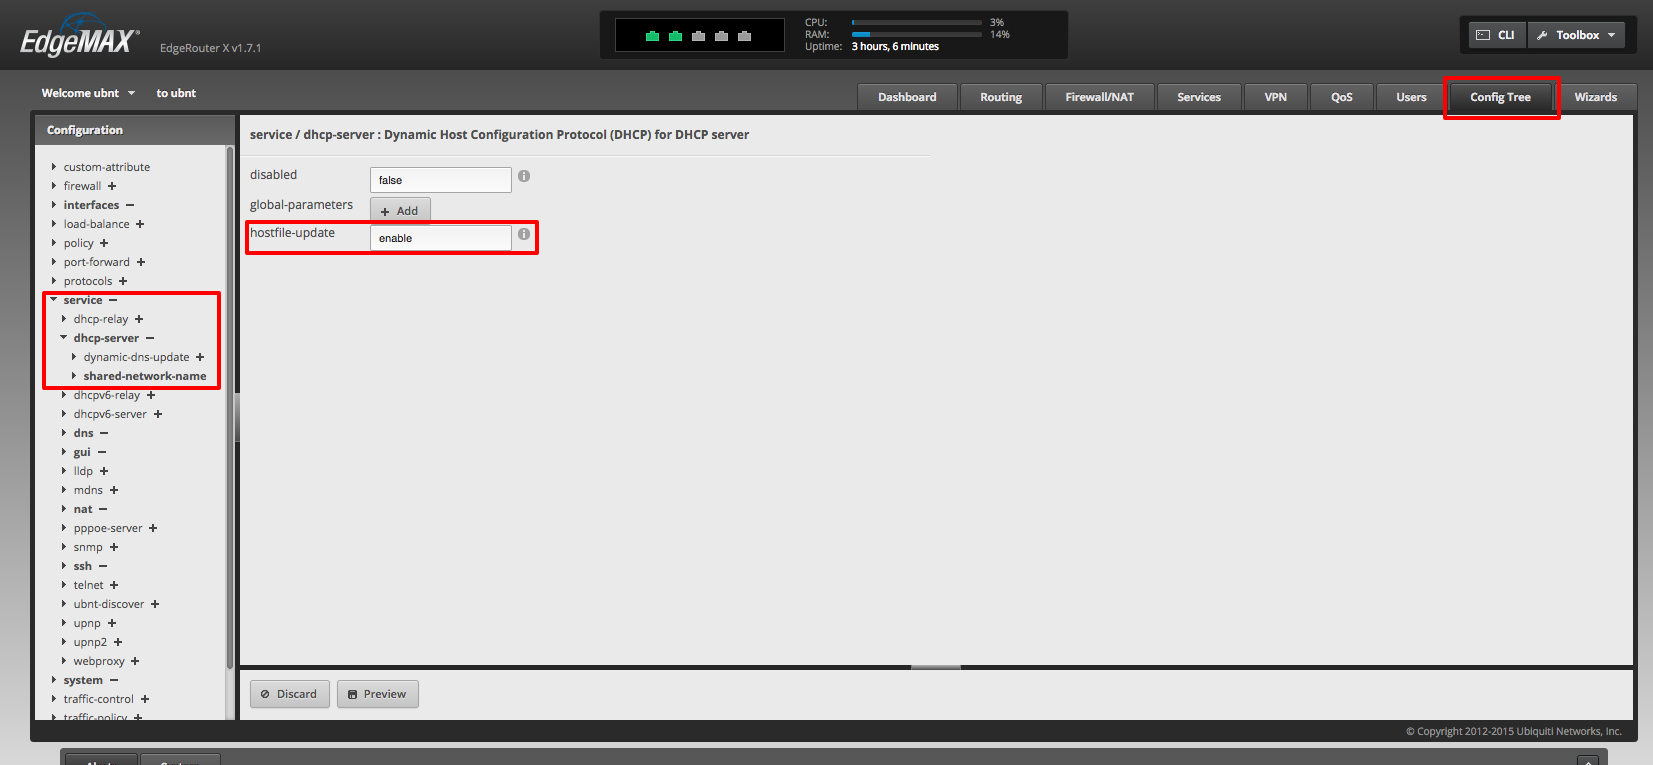 EdgeMAX®
EdgeRouter X v1.7.1
CPU: 3%
RAM: 14%
Uptime: 3 hours, 6 minutes
CLI
Toolbox
Welcome ubnt to ubnt
Dashboard Routing Firewall/NAT Services VPN QoS Users Config Tree Wizards
Configuration
custom-attribute
firewall +
interfaces −
load-balance +
policy +
port-forward +
protocols +
service −
dhcp-relay +
dhcp-server −
dynamic-dns-update +
shared-network-name
dhcpv6-relay +
dhcpv6-server +
dns −
gui −
lldp +
mdns +
nat −
pppoe-server +
snmp +
ssh −
telnet +
ubnt-discover +
upnp +
upnp2 +
webproxy +
system −
traffic-control +
traffic-policy +
service / dhcp-server : Dynamic Host Configuration Protocol (DHCP) for DHCP server
disabled false
global-parameters + Add
hostfile-update enable
Discard Preview
© Copyright 2012-2015 Ubiquiti Networks, Inc.